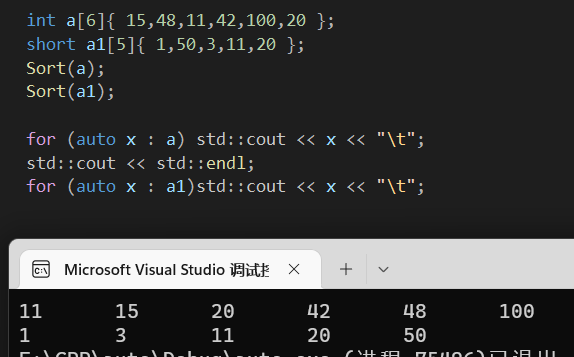 int a[6]{ 15,48,11,42,100,20 };
short a1[5]{ 1,50,3,11,20 };
Sort(a);
Sort(a1);
for (auto x : a) std::cout << x << "\t";
std::cout << std::endl;
for (auto x : a1)std::cout << x << "\t";
Microsoft Visual Studio 调试
11 15 20 42 48 100
1 3 11 20 50